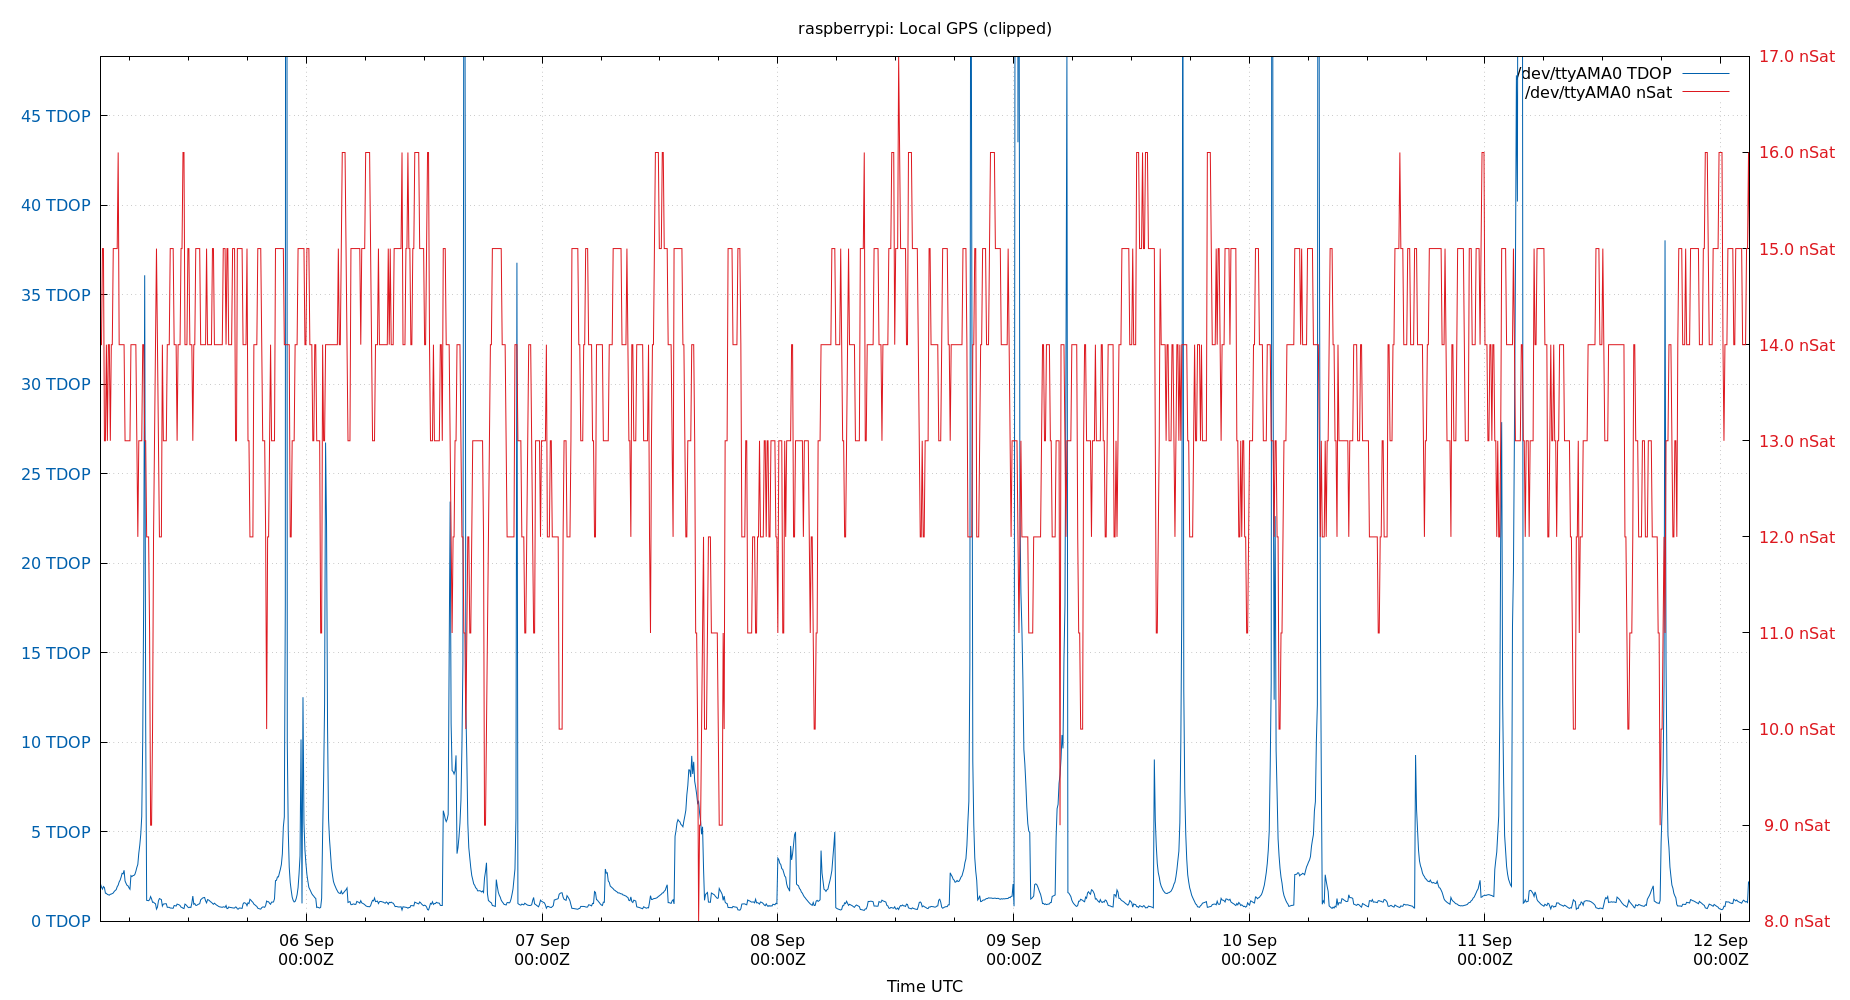 raspberrypi: Local GPS (clipped)
17.0 nSat
/dev/ttyAMA0 TDOP
/dev/ttyAMA0 nSat
45 TDOP
16.0 nSat
40 TDOP
15.0 nSat
35 TDOP
14.0 nSat
30 TDOP
13.0 nSat
25 TDOP
12.0 nSat
20 TDOP
11.0 nSat
15 TDOP
10 TDOP
10.0 nSat
5 TDOP
9.0 nSat
0 TDOP
8.0 nSat
06 Sep 07 Sep 08 Sep 09 Sep 10 Sep 11 Sep 12 Sep
00:00Z 00:00Z 00:00Z 00:00Z 00:00Z 00:00Z 00:00Z
Time UTC